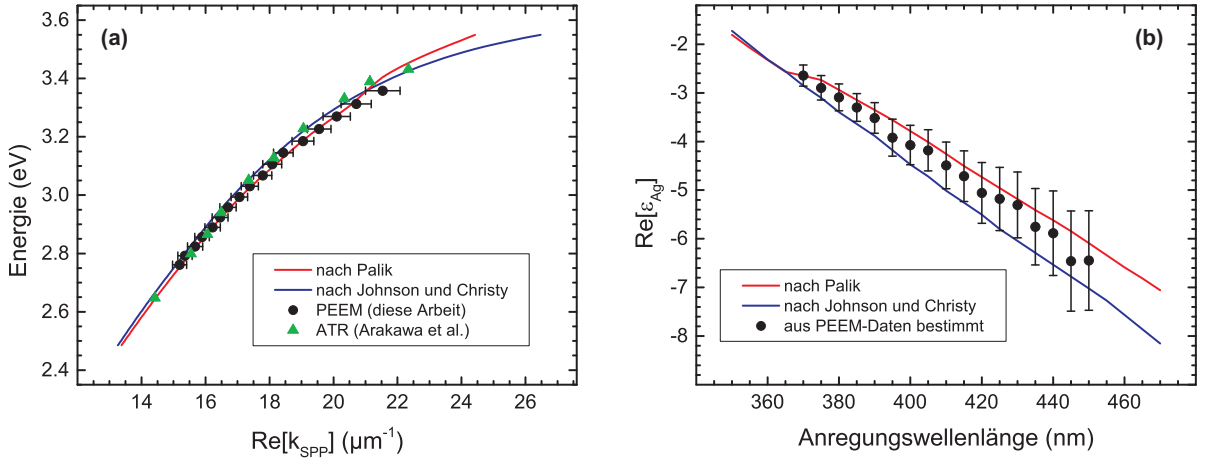 (a)
3.6
3.4
3.2
3.0
2.8
2.6
2.4
Energie (eV)
nach Palik
nach Johnson und Christy
PEEM (diese Arbeit)
ATR (Arakawa et al.)
14 16 18 20 22 24 26
Re[k_SPP] (µm⁻¹)
(b)
-2
-3
-4
-5
-6
-7
-8
Re[ε_Ag]
nach Palik
nach Johnson und Christy
aus PEEM-Daten bestimmt
360 380 400 420 440 460
Anregungswellenlänge (nm)